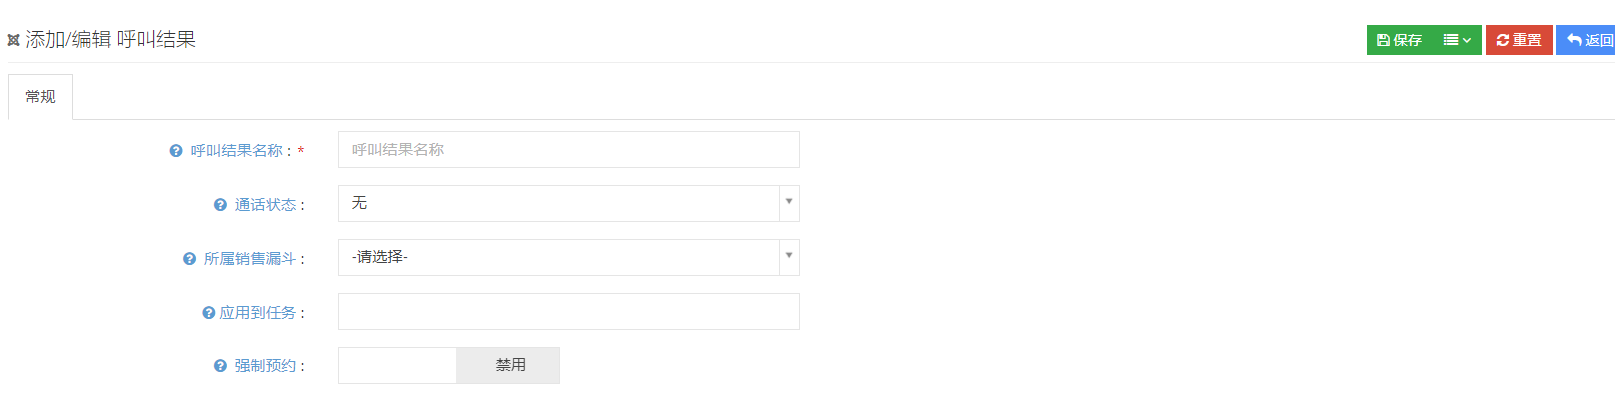 添加/编辑 呼叫结果
保存
重置
返回
常规
呼叫结果名称 : *
呼叫结果名称
通话状态 :
无
所属销售漏斗 :
-请选择-
应用到任务 :
强制预约 :
禁用